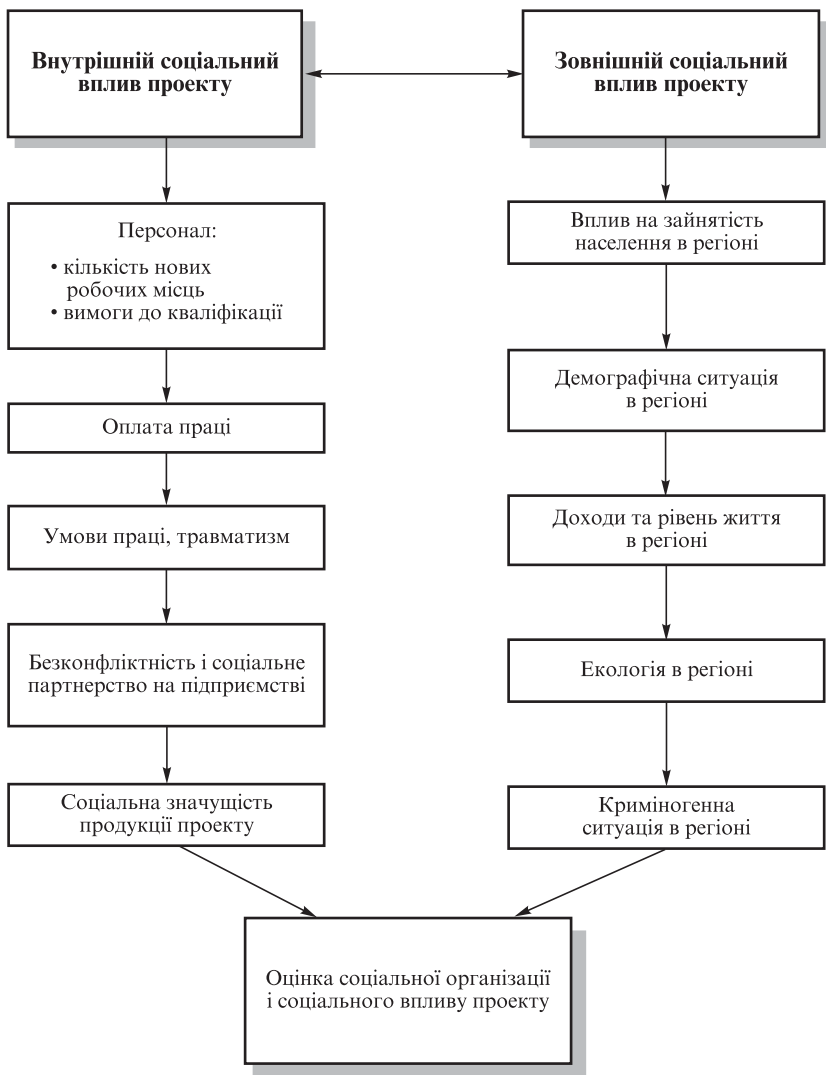 Внутрішній соціальний
вплив проекту
Зовнішній соціальний
вплив проекту
Персонал:
• кількість нових
робочих місць
• вимоги до кваліфікації
Оплата праці
Умови праці, травматизм
Безконфліктність і соціальне
партнерство на підприємстві
Соціальна значущість
продукції проекту
Вплив на зайнятість
населення в регіоні
Демографічна ситуація
в регіоні
Доходи та рівень життя
в регіоні
Екологія в регіоні
Криміногенна
ситуація в регіоні
Оцінка соціальної організації
і соціального впливу проекту